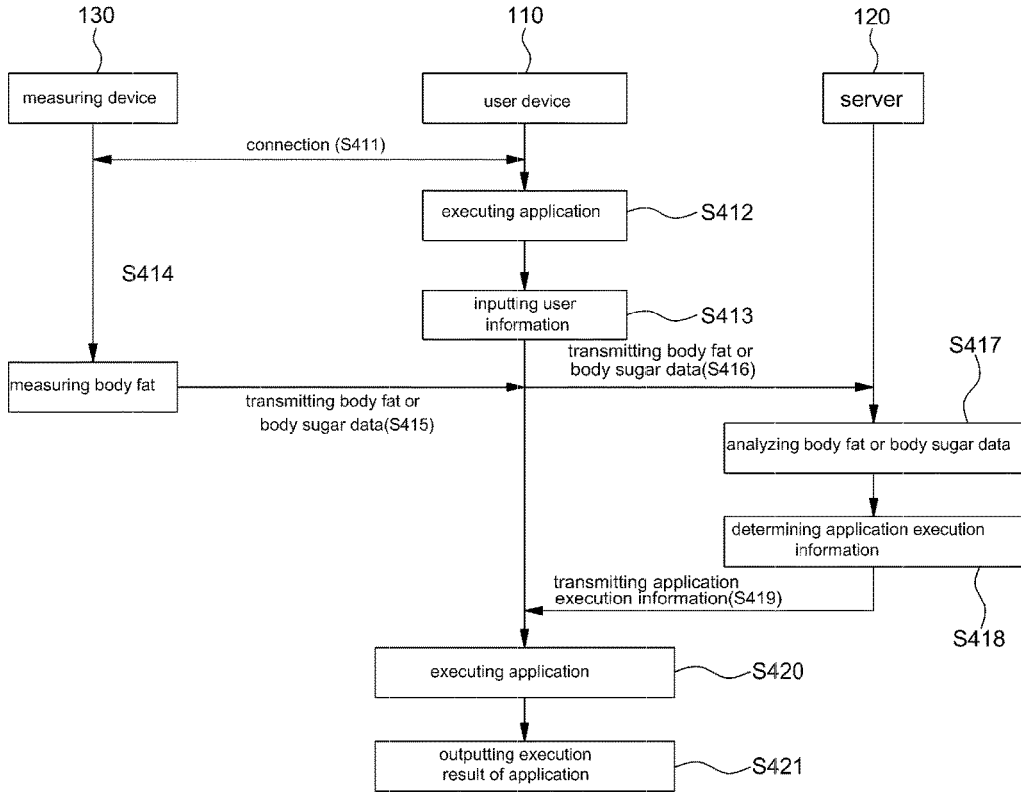 130
110
120
measuring device
user device
server
connection (S411)
executing application
S412
S414
inputting user
information
S413
transmitting body fat or
body sugar data(S416)
S417
measuring body fat
transmitting body fat or
body sugar data(S415)
analyzing body fat or body sugar data
determining application execution
information
transmitting application
execution information(S419)
S418
executing application
S420
outputting execution
result of application
S421